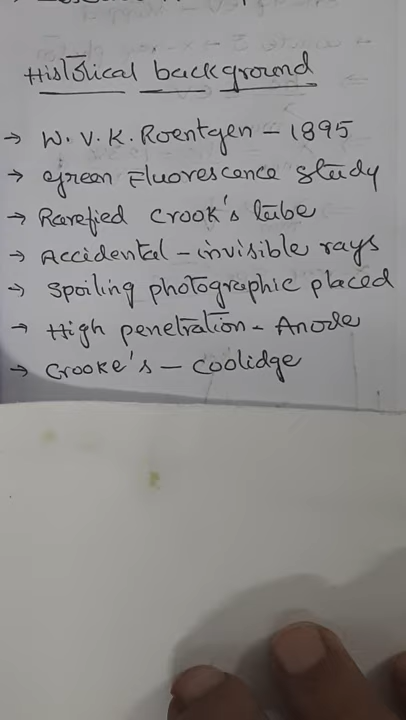 Historical background
→ W. V. K. Roentgen – 1895
→ Green Fluorescence study
→ Rarefied Crook's tube
→ Accidental – invisible rays
→ Spoiling photographic placed
→ High penetration – Anode
→ Crooke's – Coolidge